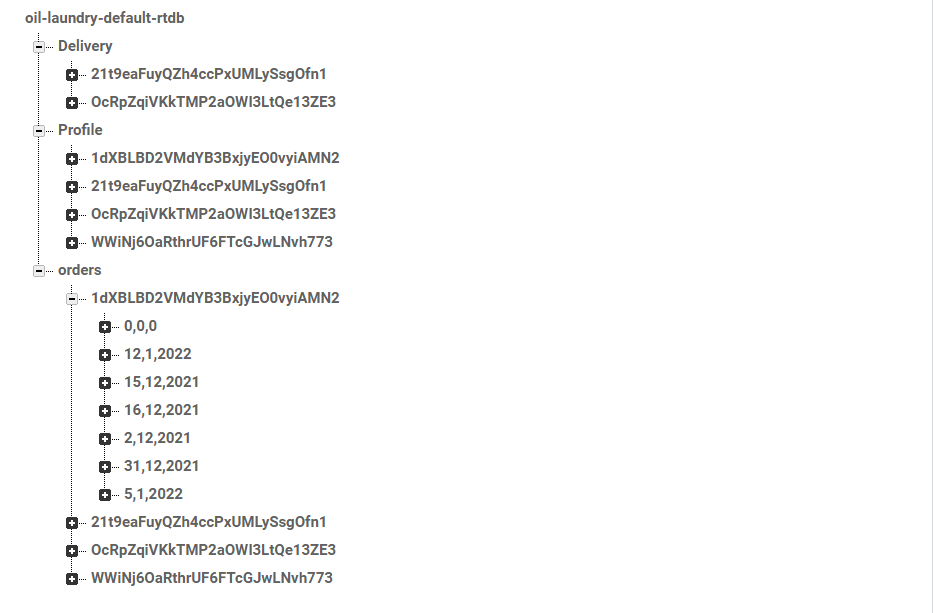 oil-laundry-default-rtdb
Delivery
21t9eaFuyQZh4ccPxUMLySsgOfn1
OcRpZqiVKkTMP2aOWI3LtQe13ZE3
Profile
1dXBLBD2VMdYB3BxjyEO0vyiAMN2
21t9eaFuyQZh4ccPxUMLySsgOfn1
OcRpZqiVKkTMP2aOWI3LtQe13ZE3
WWiNj6OaRthrUF6FTcGJwLNvh773
orders
1dXBLBD2VMdYB3BxjyEO0vyiAMN2
0,0,0
12,1,2022
15,12,2021
16,12,2021
2,12,2021
31,12,2021
5,1,2022
21t9eaFuyQZh4ccPxUMLySsgOfn1
OcRpZqiVKkTMP2aOWI3LtQe13ZE3
WWiNj6OaRthrUF6FTcGJwLNvh773